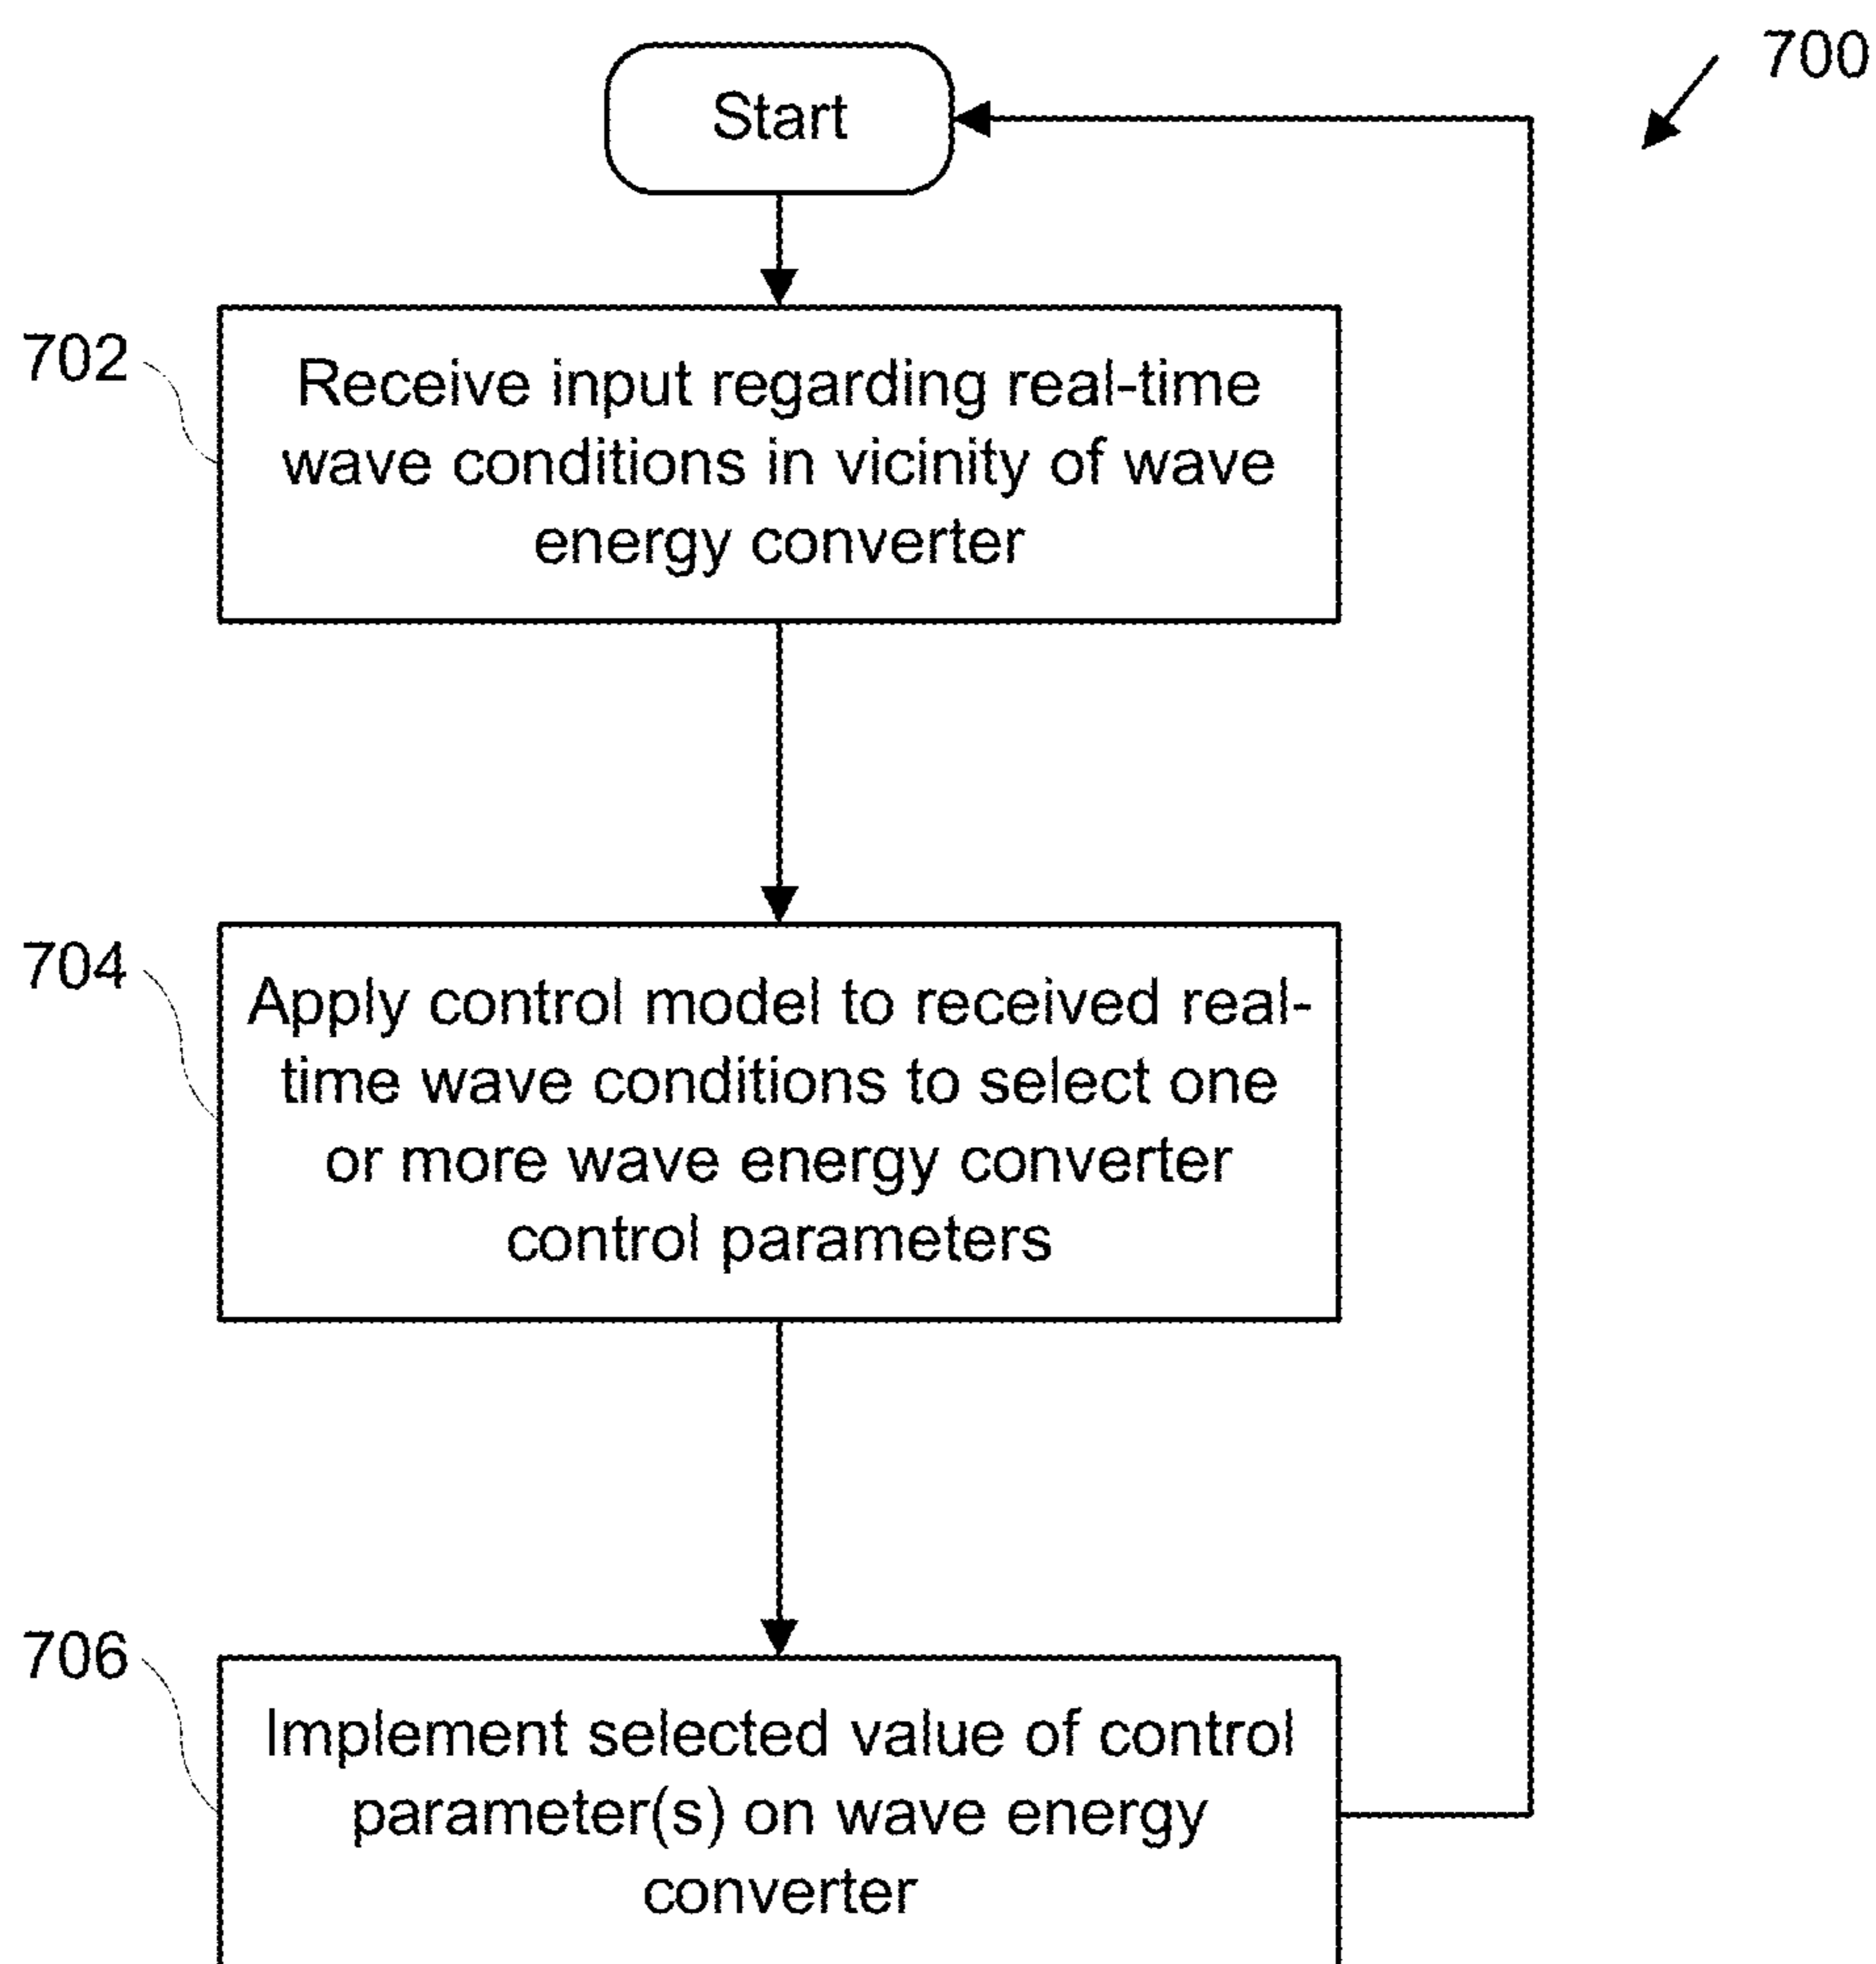 700
Start
702
Receive input regarding real-time
wave conditions in vicinity of wave
energy converter
704
Apply control model to received real-
time wave conditions to select one
or more wave energy converter
control parameters
706
Implement selected value of control
parameter(s) on wave energy
converter